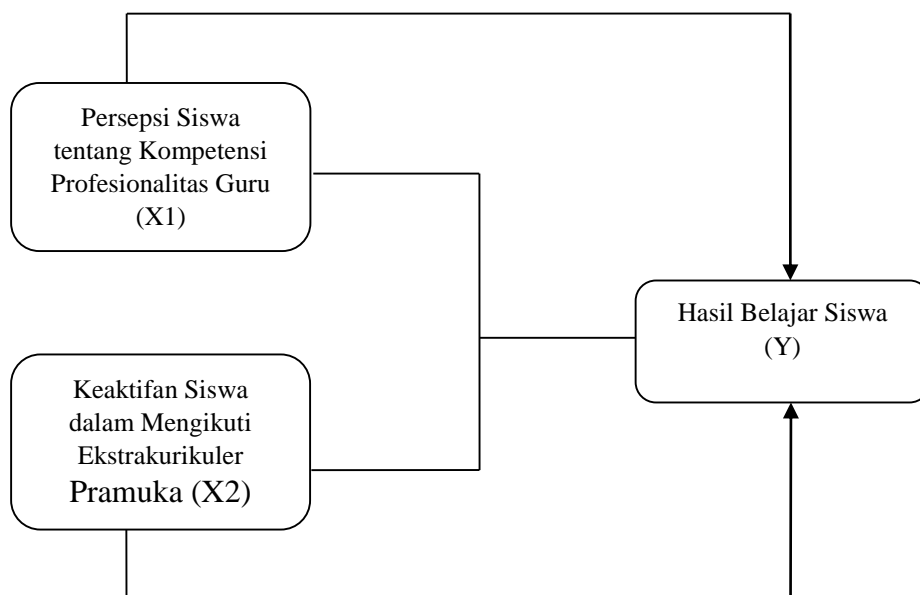 Persepsi Siswa
tentang Kompetensi
Profesionalitas Guru
(X1)
Hasil Belajar Siswa
(Y)
Keaktifan Siswa
dalam Mengikuti
Ekstrakurikuler
Pramuka (X2)